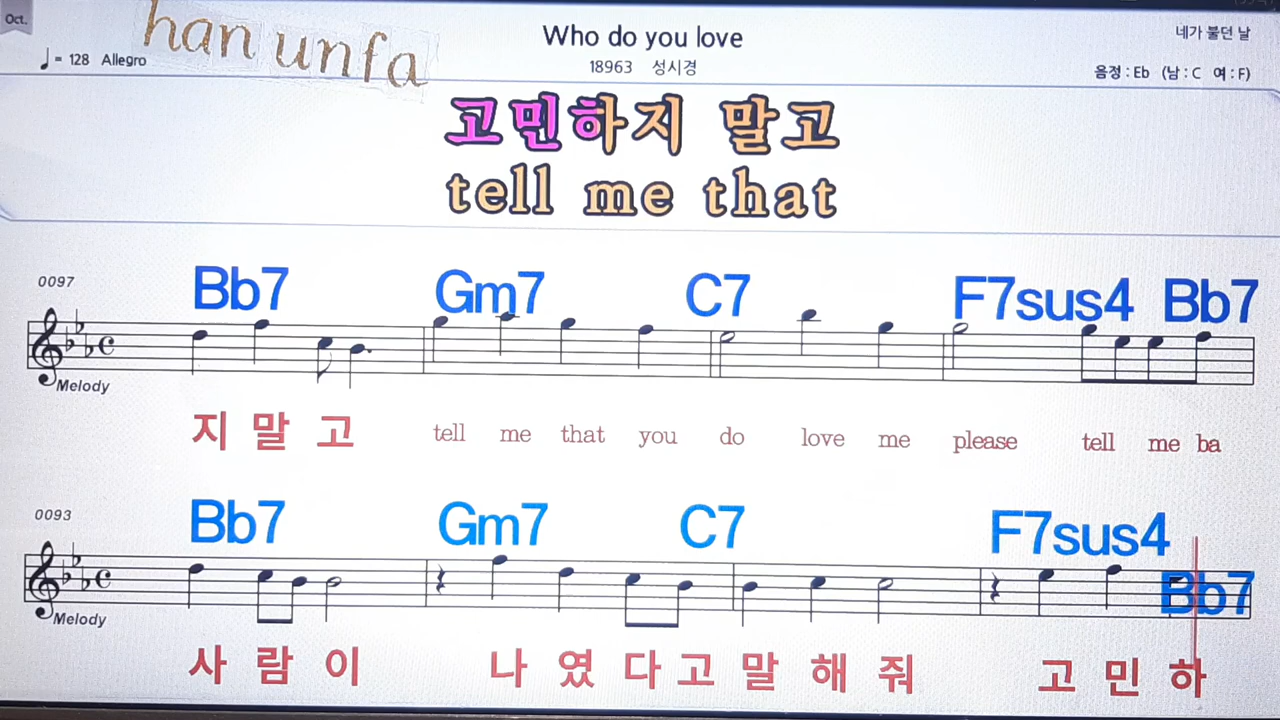 Oct.
han unfa
♩= 128 Allegro
Who do you love
18963 성시경
네가 불던 날
음정 : Eb (남 : C 여 : F)
고민하지 말고
tell me that
0097
Bb7 Gm7 C7 F7sus4 Bb7
Melody
지 말 고 tell me that you do love me please tell me ba
0093
Bb7 Gm7 C7 F7sus4
Bb7
Melody
사 람 이 나 였 다 고 말 해 줘 고 민 하